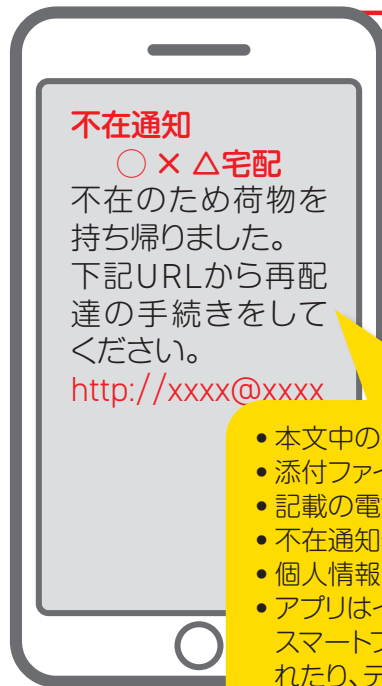 不在通知
○×△宅配
不在のため荷物を
持ち帰りました。
下記URLから再配
達の手続きをして
ください。
http://xxxx@xxxx
• 本文中の
• 添付ファイ
• 記載の電
• 不在通知
• 個人情報
• アプリはイ
スマートフ
れたり、デ